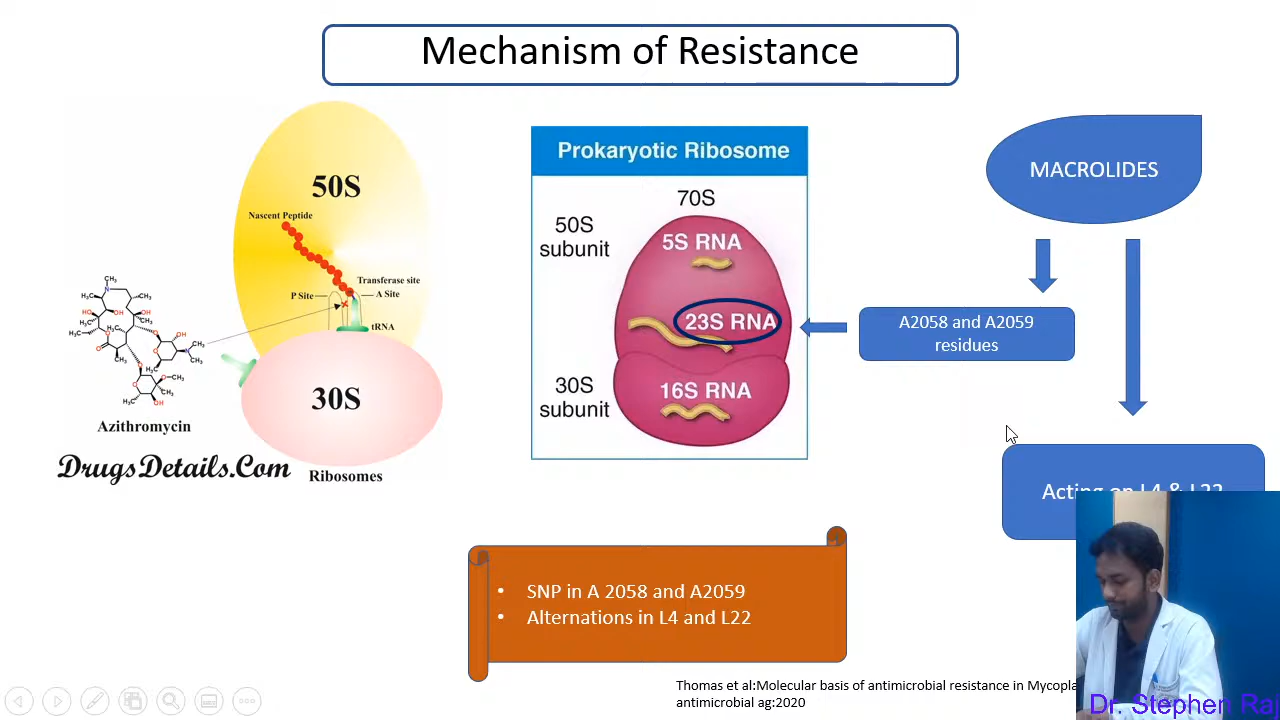 Mechanism of Resistance
50S
Nascent Peptide
Transferase site
P Site
A Site
tRNA
30S
Azithromycin
DrugsDetails.Com
Ribosomes
Prokaryotic Ribosome
70S
50S
subunit
5S RNA
23S RNA
30S
subunit
16S RNA
MACROLIDES
A2058 and A2059
residues
Acting on L4 & L22
• SNP in A 2058 and A2059
• Alternations in L4 and L22
Thomas et al:Molecular basis of antimicrobial resistance in
antimicrobial ag:2020
Dr. Stephen Raj